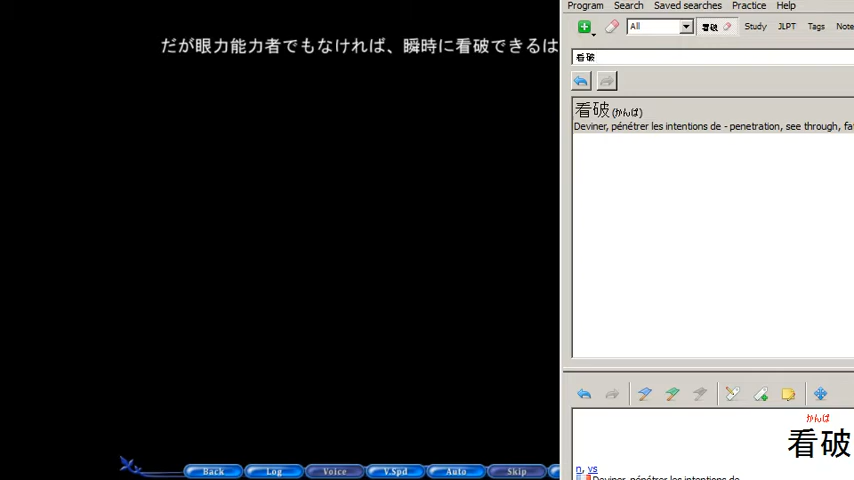 Program Search Saved searches Practice Help
だが眼力能力者でもなければ、瞬時に看破できるは
All 看破 Study JLPT Tags Note
看破
看破 (かんぱ)
Deviner, pénétrer les intentions de - penetration, see through, fa
かんぱ
看破
n, vs
Deviner, pénétrer les intentions de
Back Log Voice V.Spd Auto Skip